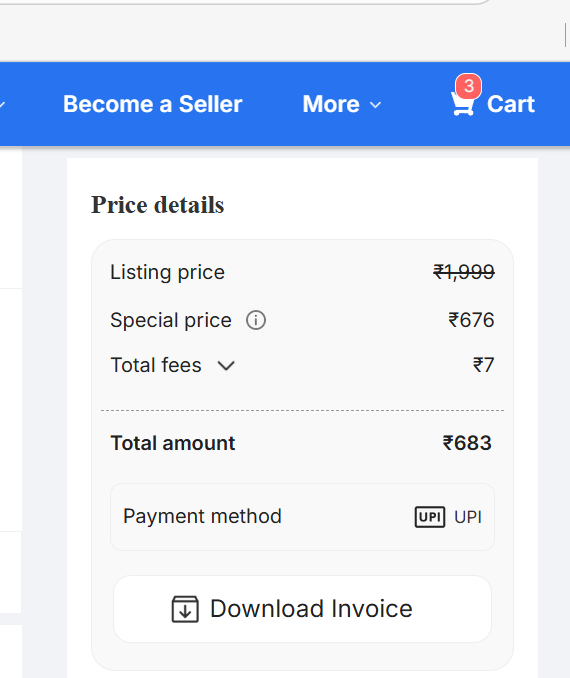 Become a Seller More 3 Cart
Price details
Listing price ₹1,999
Special price ₹676
Total fees ₹7
Total amount ₹683
Payment method UPI UPI
Download Invoice